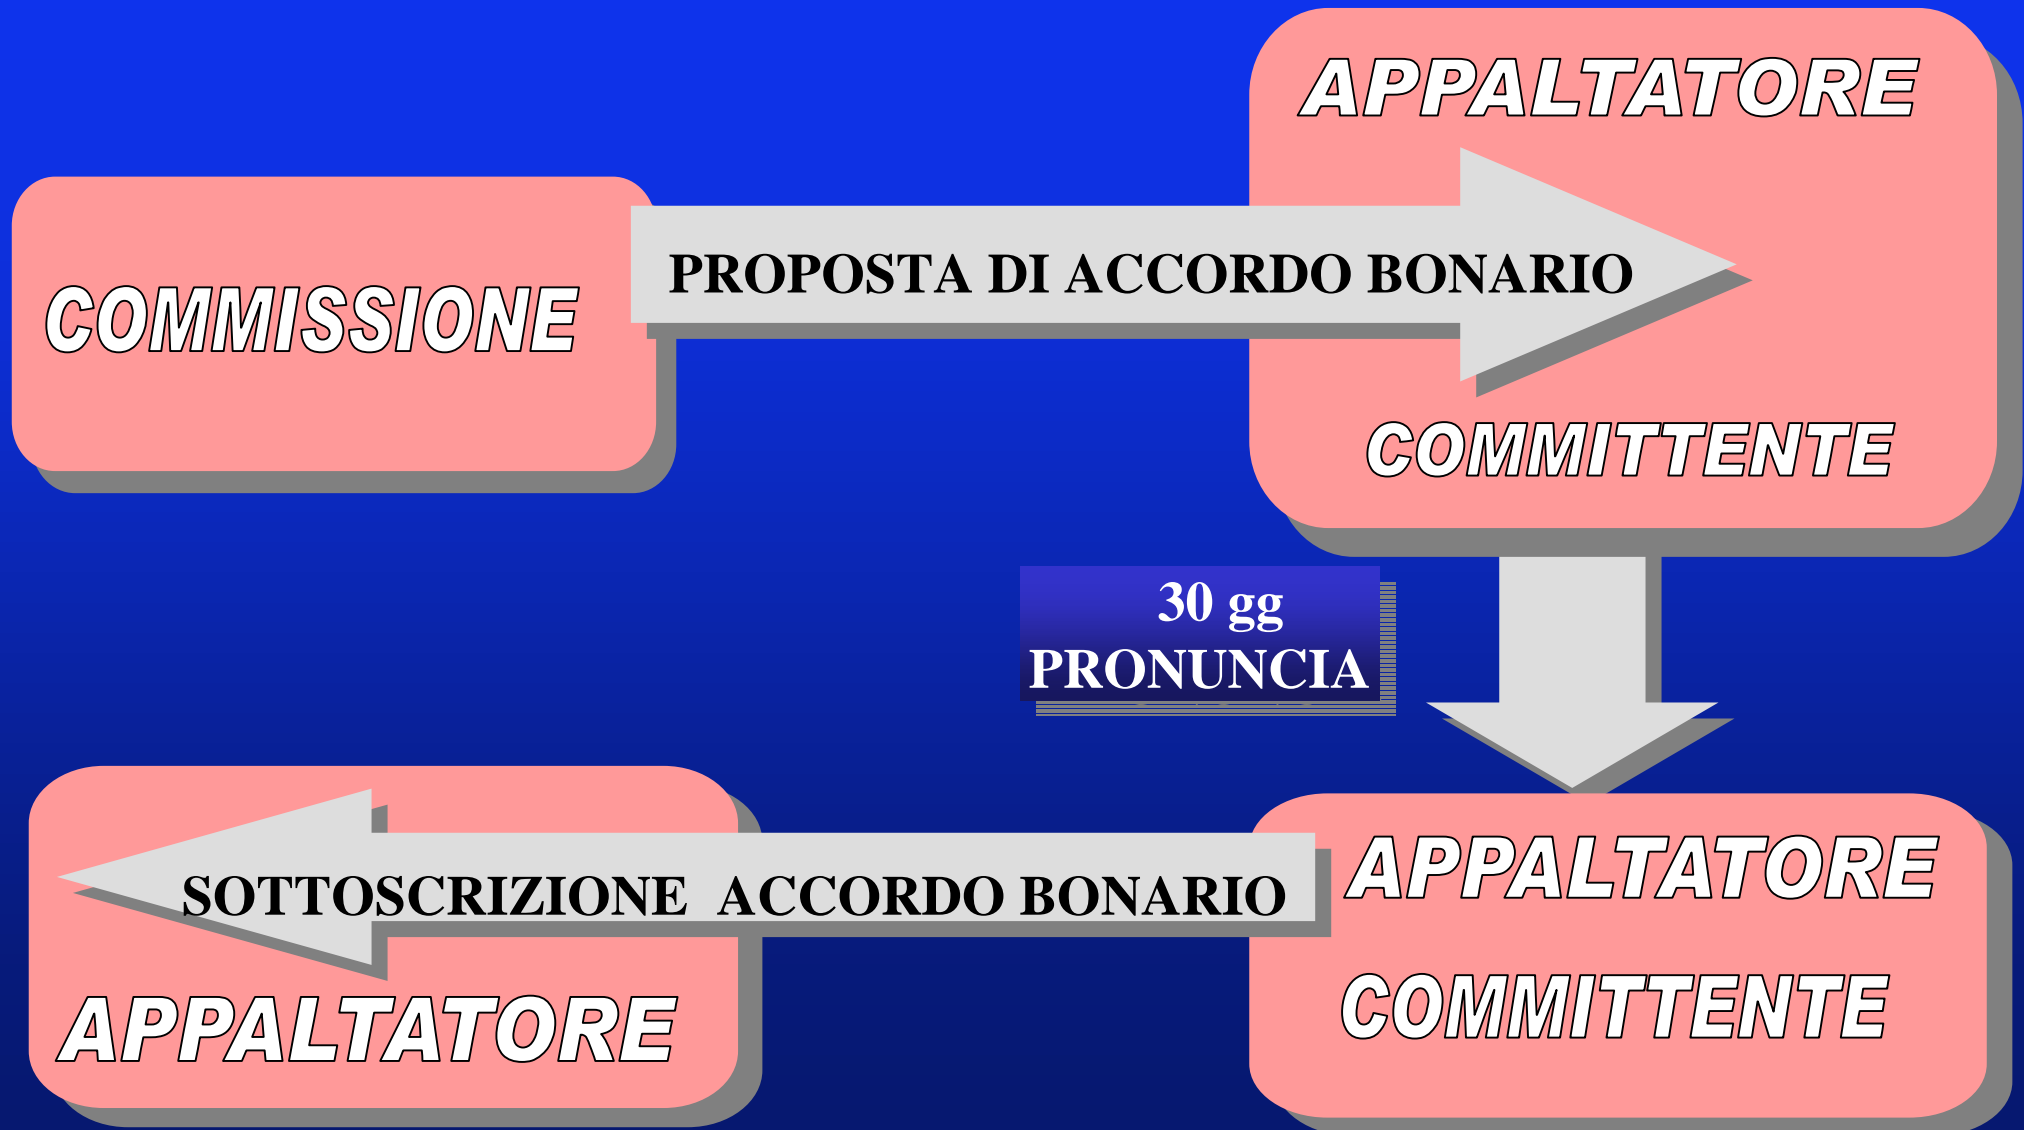 APPALTATORE
COMMISSIONE
PROPOSTA DI ACCORDO BONARIO
COMMITTENTE
30 gg
PRONUNCIA
APPALTATORE
COMMITTENTE
SOTTOSCRIZIONE ACCORDO BONARIO
APPALTATORE